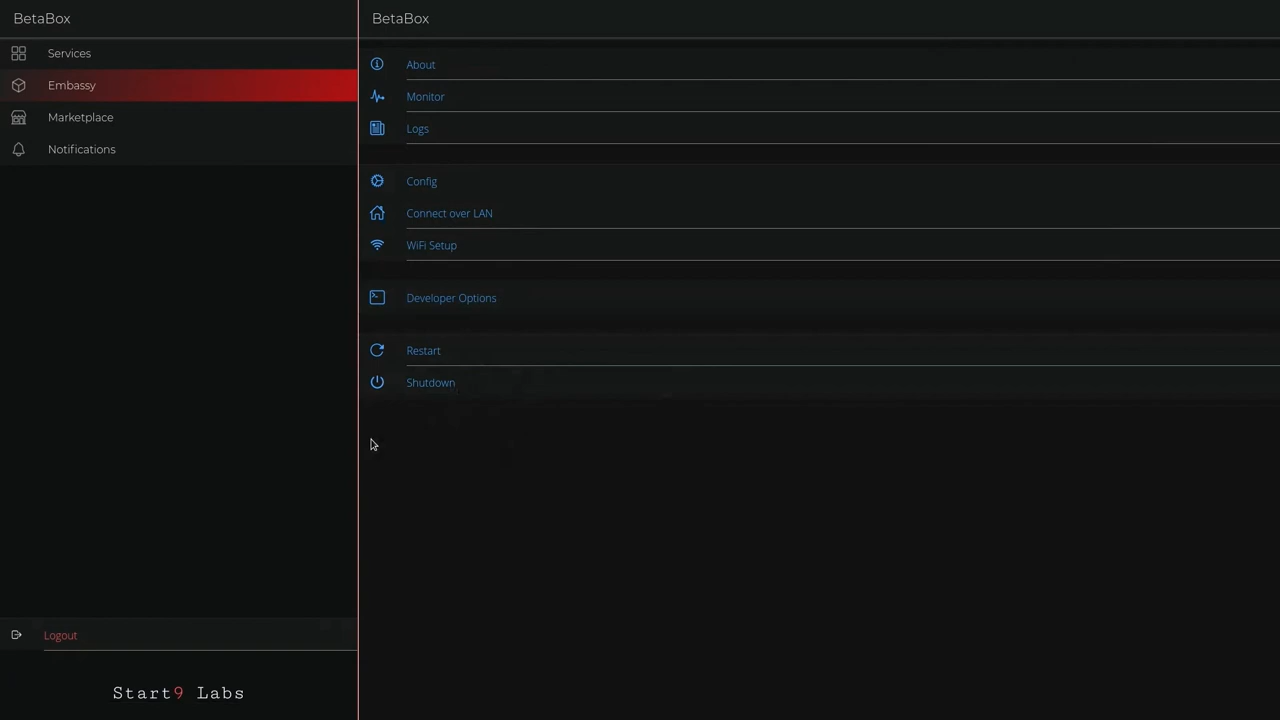 BetaBox
Services
Embassy
Marketplace
Notifications
Logout
Start9 Labs
BetaBox
About
Monitor
Logs
Config
Connect over LAN
WiFi Setup
Developer Options
Restart
Shutdown